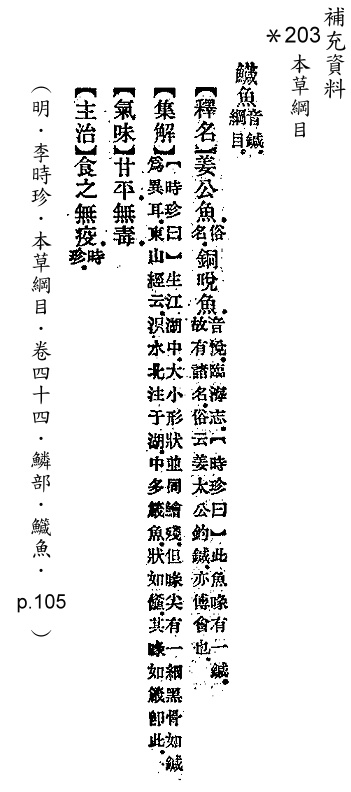 補充資料
＊203 本草綱目
鱵魚音鍼。綱目。
【釋名】姜公魚俗名。銅哾魚音悅。臨海志。【時珍曰】此魚喙有一鍼。故有諸名。俗云姜太公釣鍼。亦傅會也。
【集解】【時珍曰】生江湖中。大小形狀並同鱠殘。但喙尖有一細黑骨如鍼爲異耳。東山經云。水北注于湖。中多箴魚。狀如儵。其喙如箴。卽此。
【氣味】甘平無毒。
【主治】食之無疫。時珍。
（明．李時珍．本草綱目．卷四十四．鱗部．鱵魚．p.105）